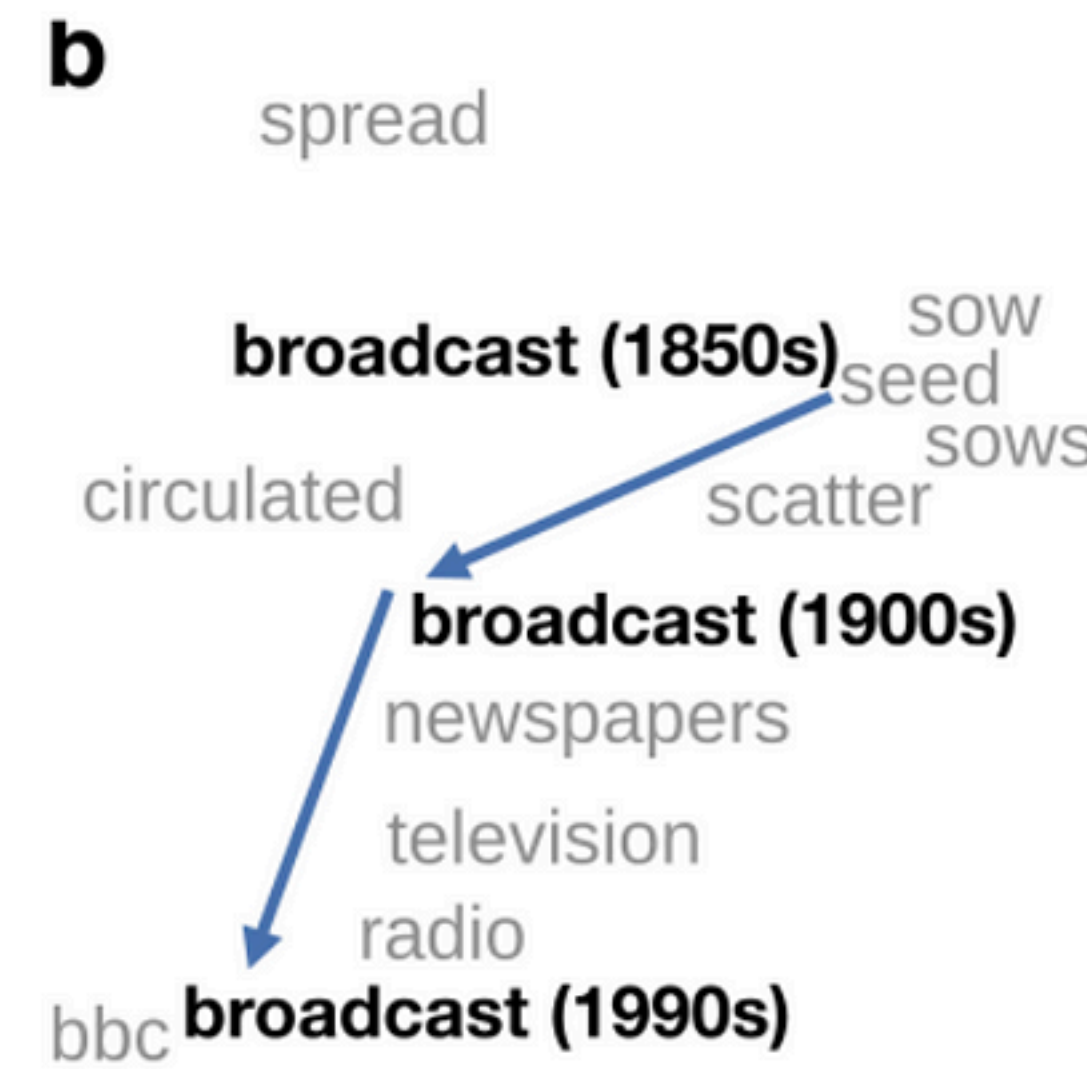 b
spread
sow
broadcast (1850s)
seed
sows
circulated
scatter
broadcast (1900s)
newspapers
television
radio
bbc broadcast (1990s)